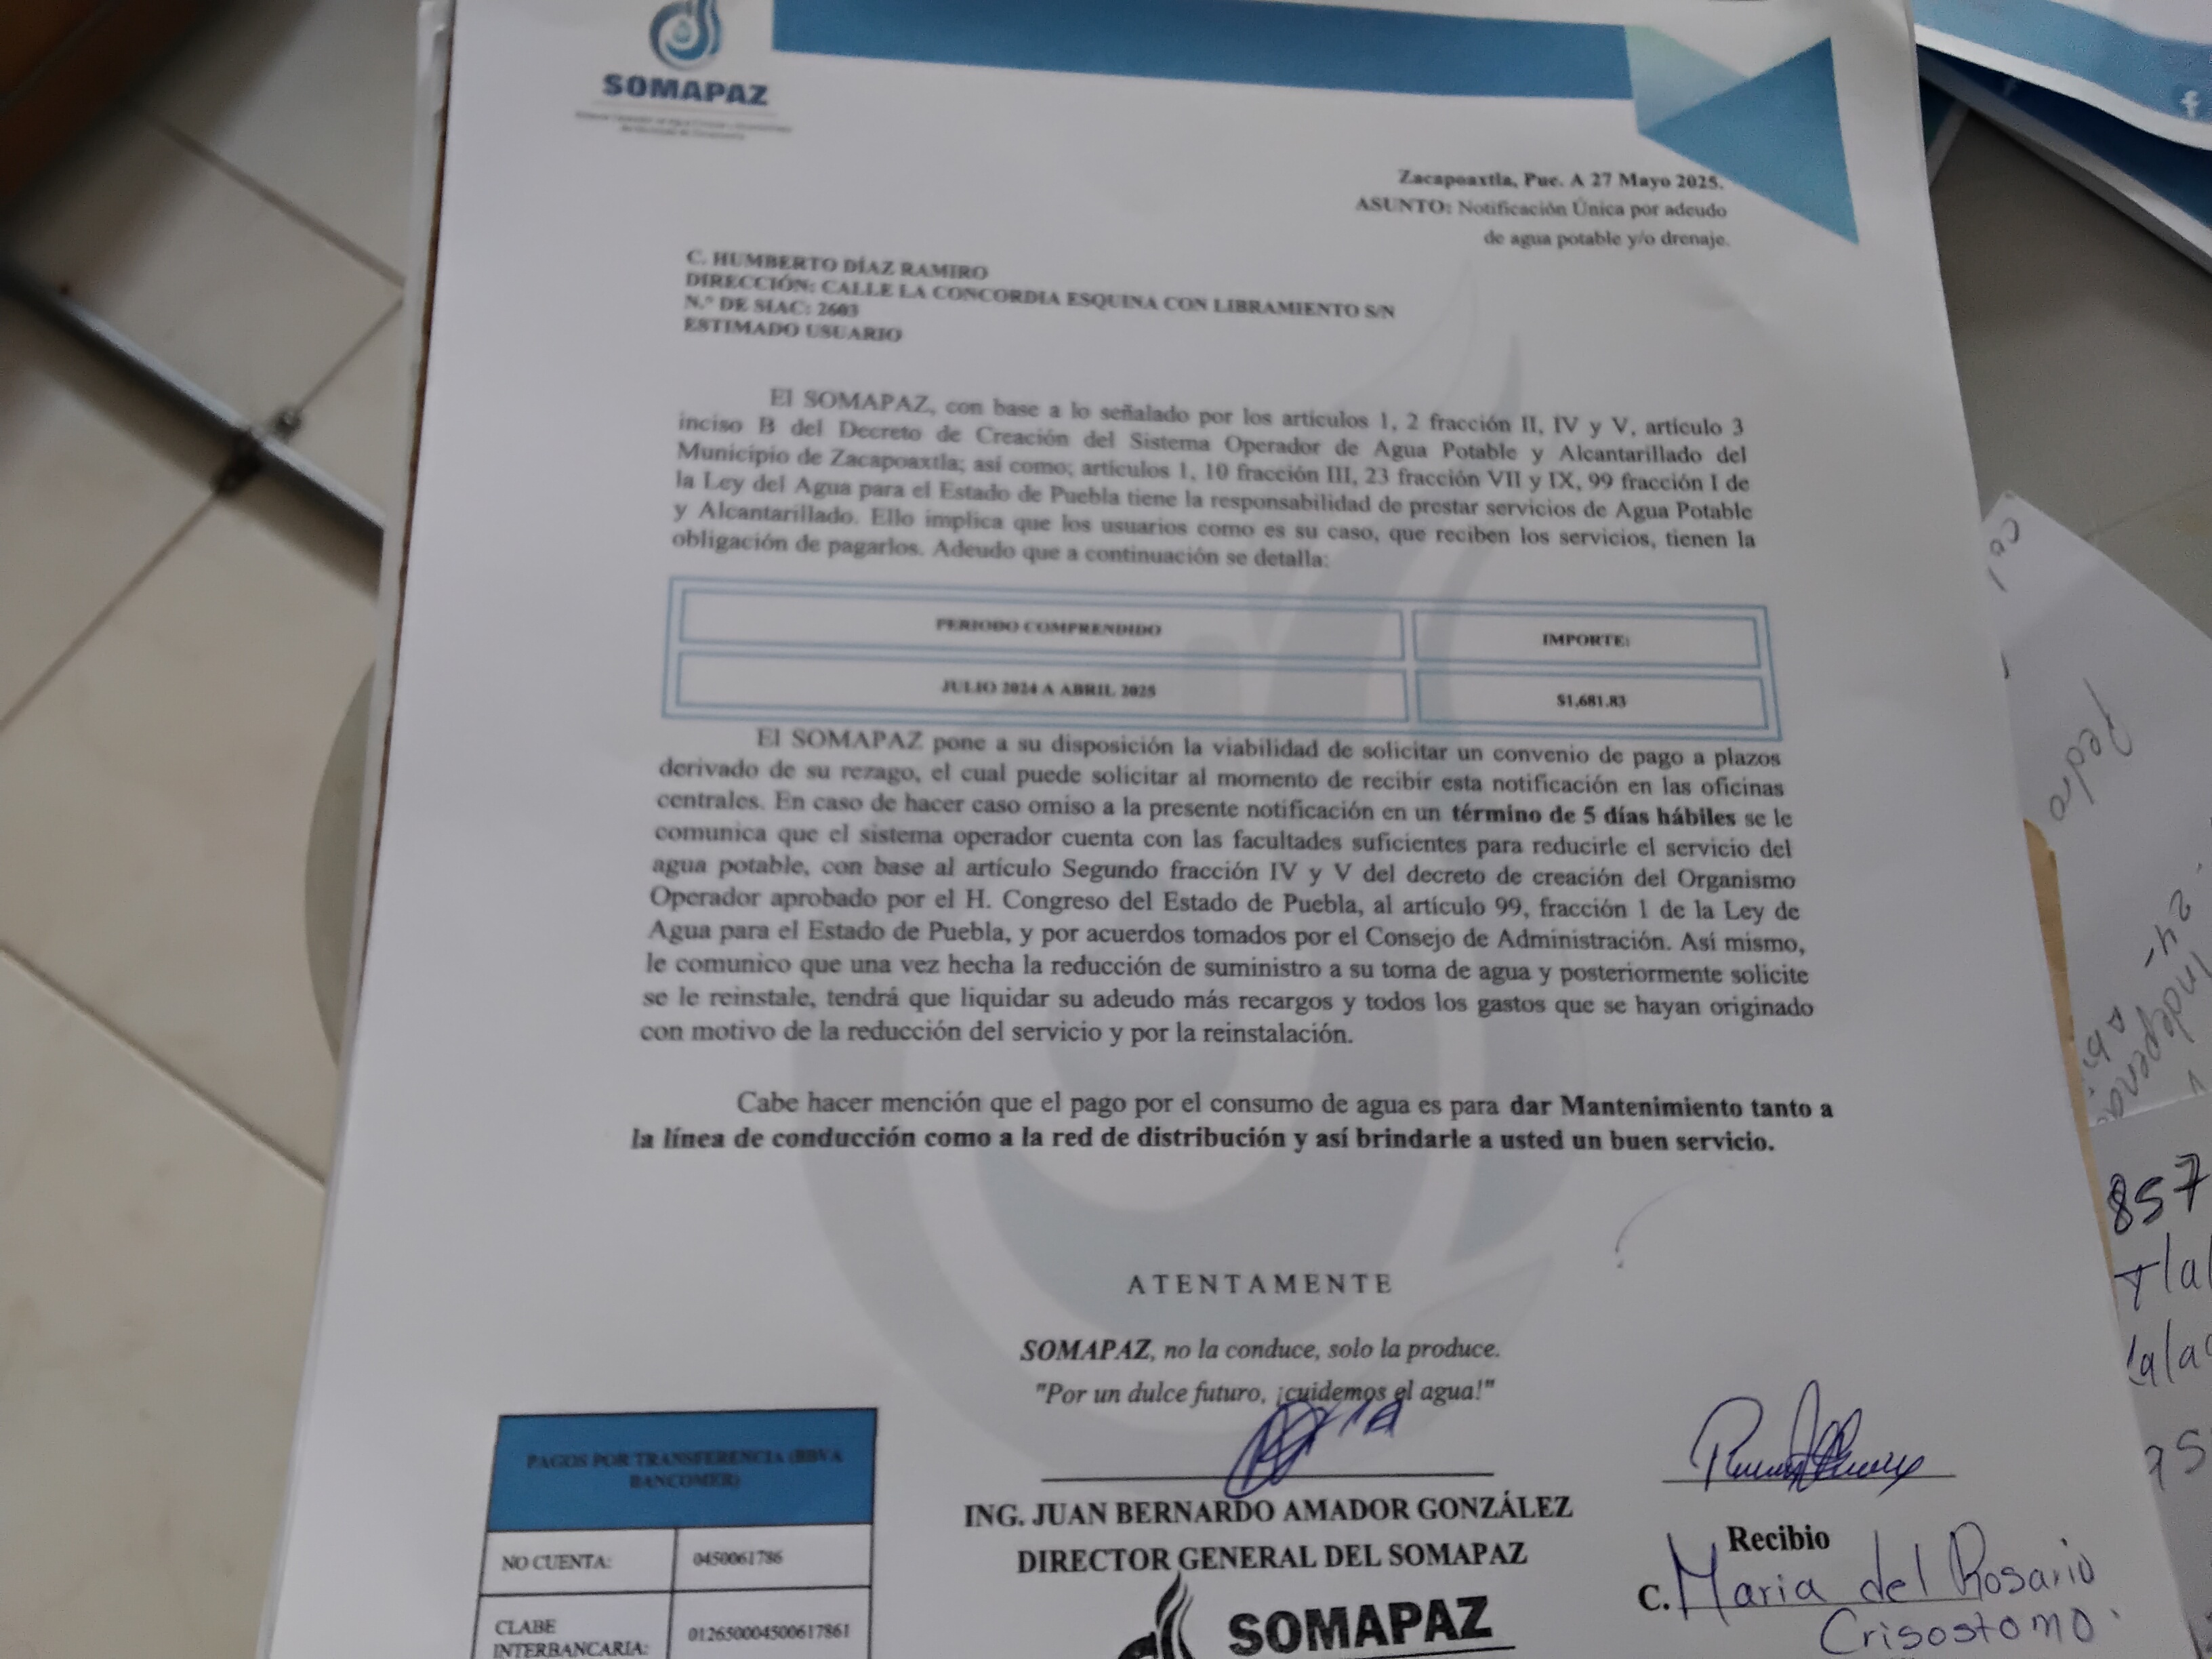 SOMAPAZ
Zacapoaxtla, Pue. A 27 Mayo 2025.
ASUNTO: Notificación Única por adeudo
de agua potable y/o drenaje.
C. HUMBERTO DÍAZ RAMIRO
DIRECCIÓN: CALLE LA CONCORDIA ESQUINA CON LIBRAMIENTO S/N
N.° DE SIAC: 2603
ESTIMADO USUARIO
El SOMAPAZ, con base a lo señalado por los artículos 1, 2 fracción II, IV y V, artículo 3
inciso B del Decreto de Creación del Sistema Operador de Agua Potable y Alcantarillado del
Municipio de Zacapoaxtla; así como; artículos 1, 10 fracción III, 23 fracción VII y IX, 99 fracción I de
la Ley del Agua para el Estado de Puebla tiene la responsabilidad de prestar servicios de Agua Potable
y Alcantarillado. Ello implica que los usuarios como es su caso, que reciben los servicios, tienen la
obligación de pagarlos. Adeudo que a continuación se detalla:
PERIODO COMPRENDIDO
IMPORTE:
JULIO 2024 A ABRIL 2025
$1,681.83
El SOMAPAZ pone a su disposición la viabilidad de solicitar un convenio de pago a plazos
derivado de su rezago, el cual puede solicitar al momento de recibir esta notificación en las oficinas
centrales. En caso de hacer caso omiso a la presente notificación en un término de 5 días hábiles se le
comunica que el sistema operador cuenta con las facultades suficientes para reducirle el servicio del
agua potable, con base al artículo Segundo fracción IV y V del decreto de creación del Organismo
Operador aprobado por el H. Congreso del Estado de Puebla, al artículo 99, fracción 1 de la Ley de
Agua para el Estado de Puebla, y por acuerdos tomados por el Consejo de Administración. Así mismo,
le comunico que una vez hecha la reducción de suministro a su toma de agua y posteriormente solicite
se le reinstale, tendrá que liquidar su adeudo más recargos y todos los gastos que se hayan originado
con motivo de la reducción del servicio y por la reinstalación.
Cabe hacer mención que el pago por el consumo de agua es para dar Mantenimiento tanto a
la línea de conducción como a la red de distribución y así brindarle a usted un buen servicio.
ATENTAMENTE
SOMAPAZ, no la conduce, solo la produce.
"Por un dulce futuro, ¡cuidemos el agua!"
PAGOS POR TRANSFERENCIA (BBVA
BANCOMER)
NO CUENTA:
0450061786
CLABE
INTERBANCARIA:
012650004500617861
ING. JUAN BERNARDO AMADOR GONZÁLEZ
DIRECTOR GENERAL DEL SOMAPAZ
SOMAPAZ
Recibio
C. Maria del Rosario
Crisostomo
Pedro
857